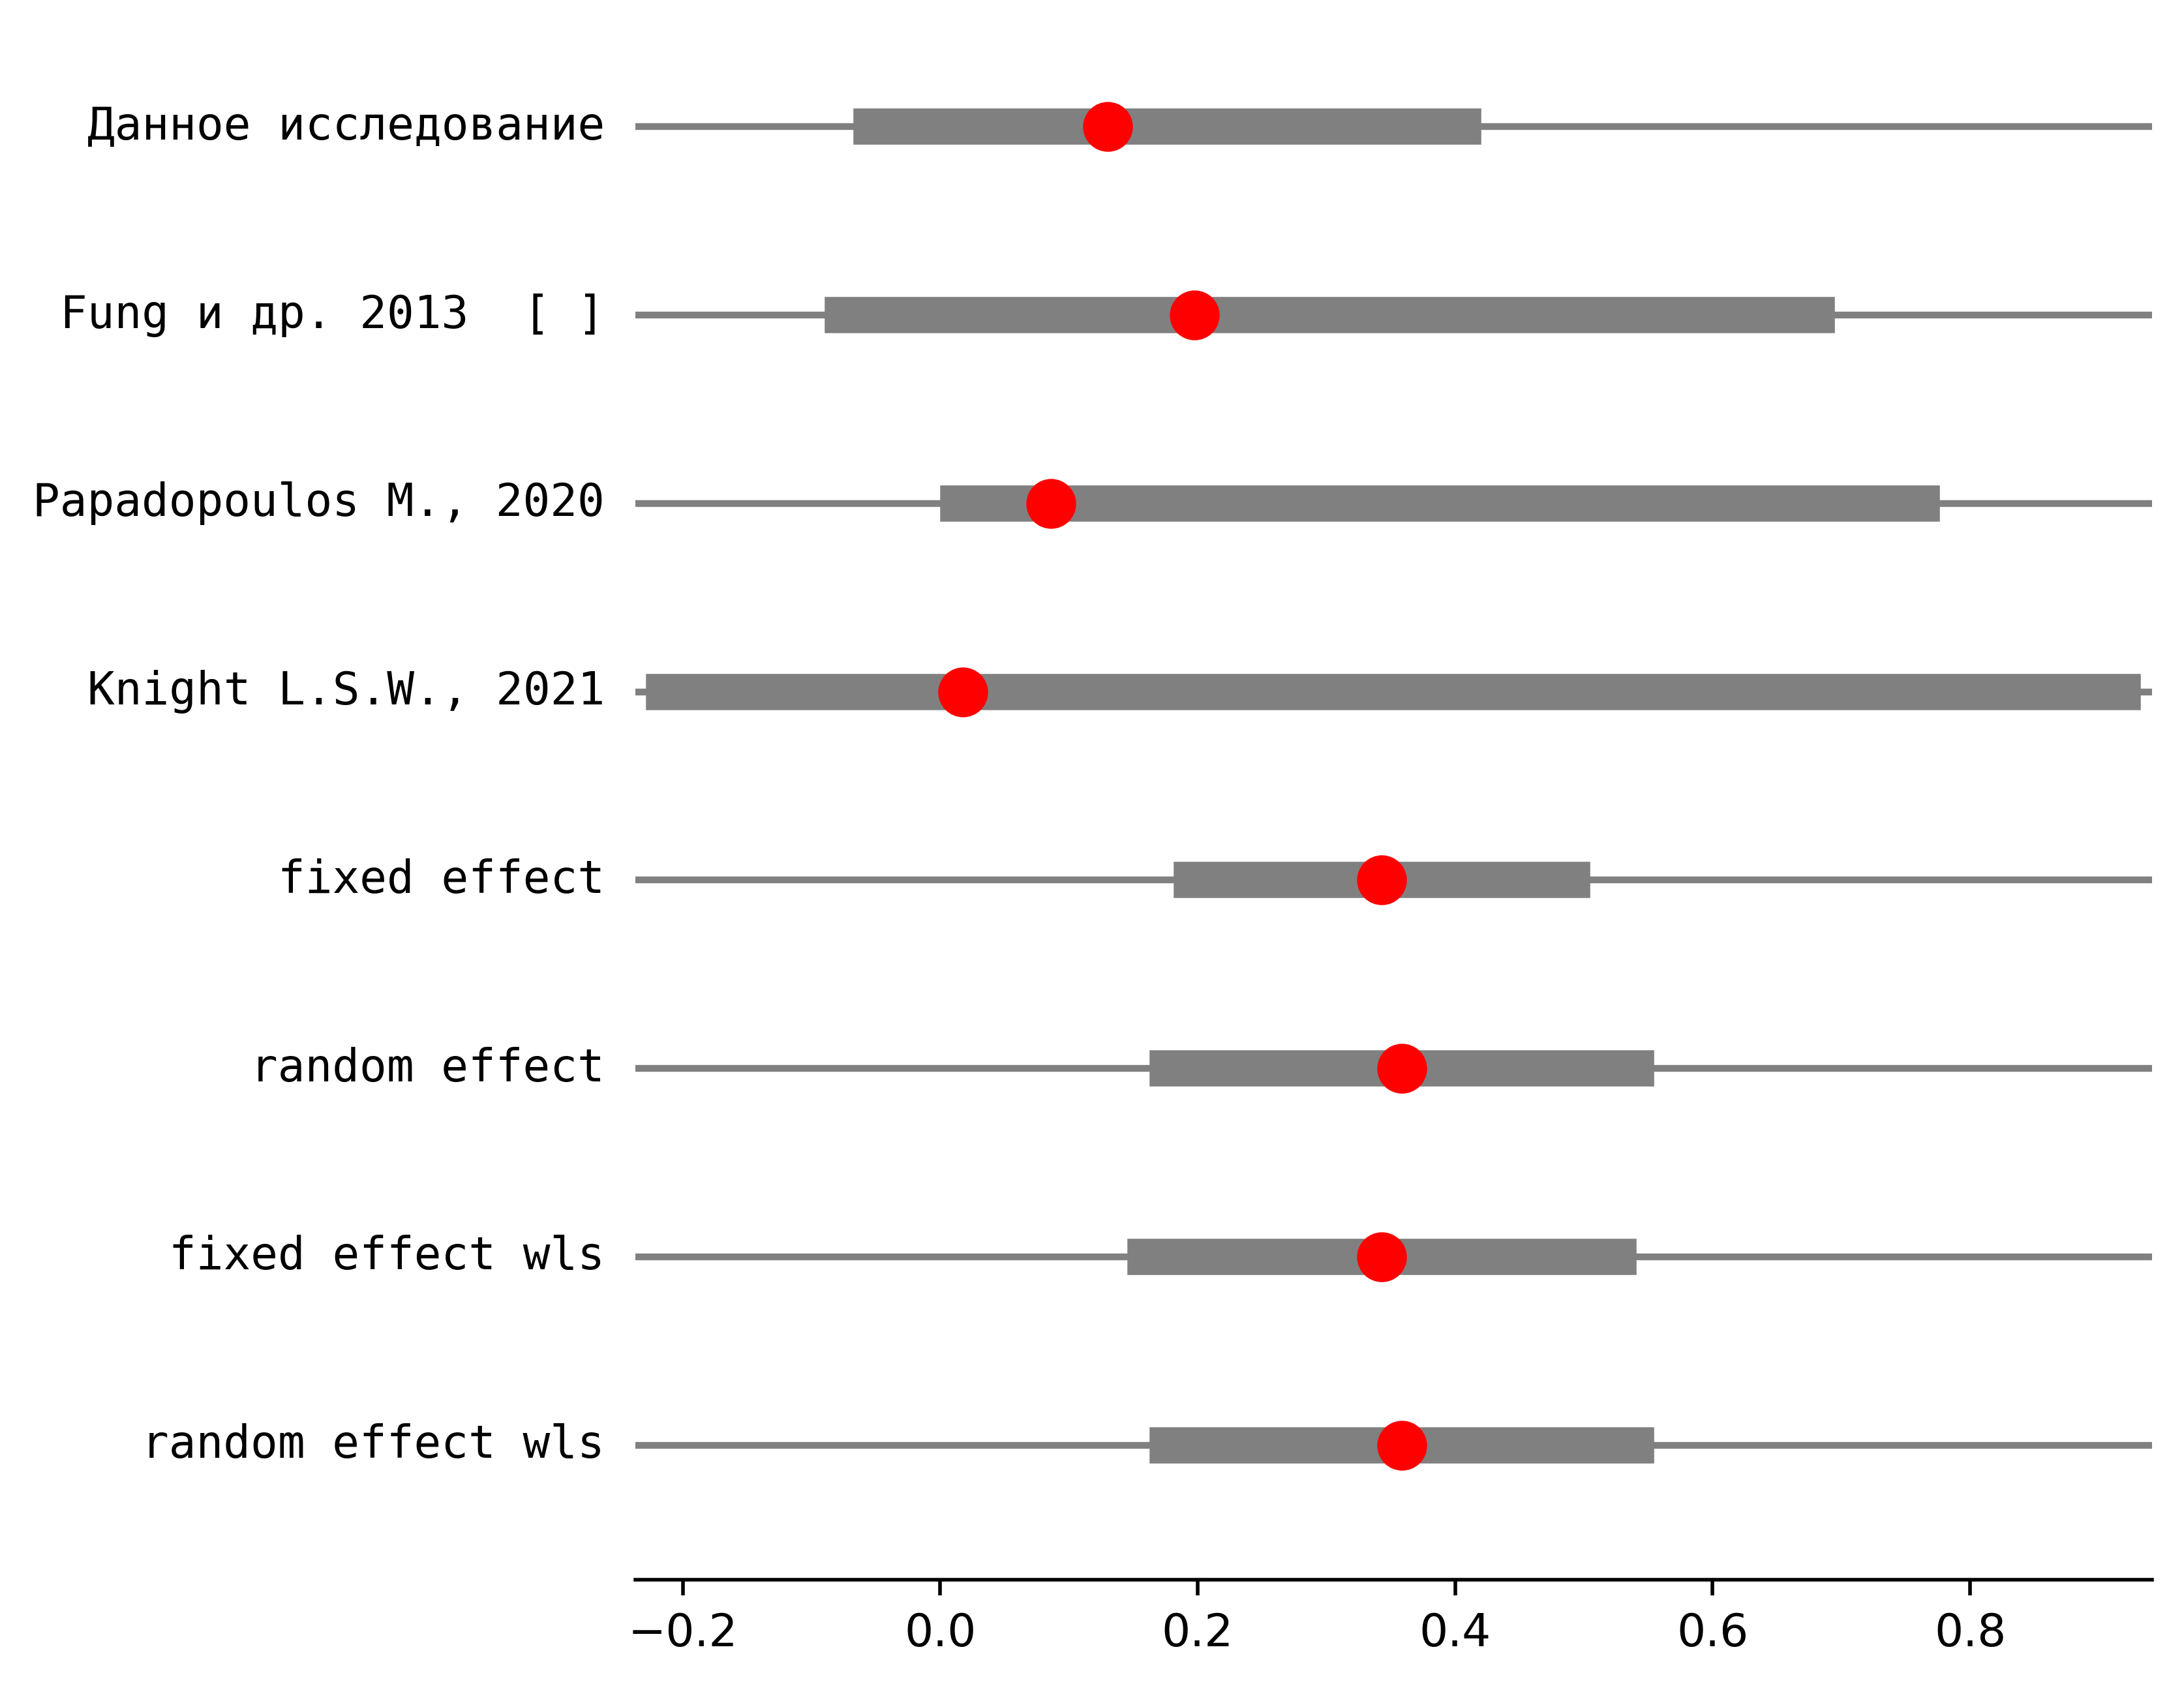 Данное исследование
Fung и др. 2013  [ ]
Papadopoulos M., 2020
Knight L.S.W., 2021
fixed effect
random effect
fixed effect wls
random effect wls
−0.2 0.0 0.2 0.4 0.6 0.8